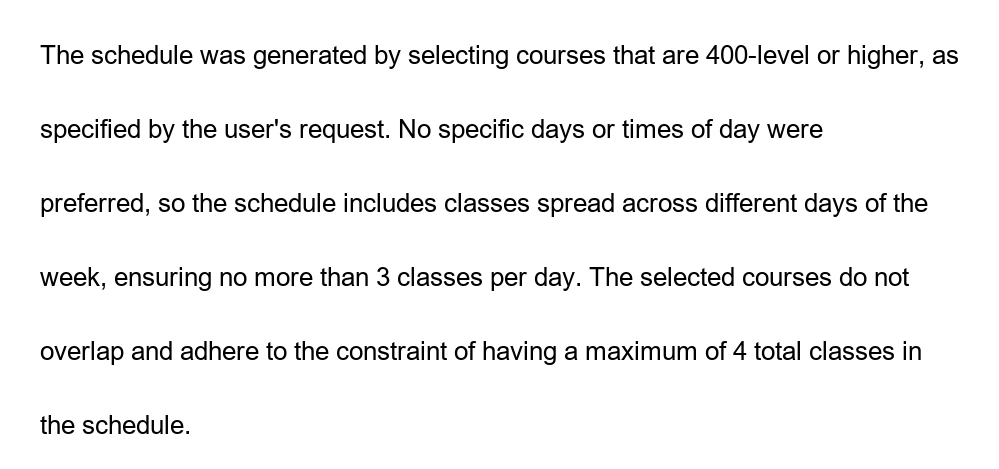 The schedule was generated by selecting courses that are 400-level or higher, as
specified by the user's request. No specific days or times of day were
preferred, so the schedule includes classes spread across different days of the
week, ensuring no more than 3 classes per day. The selected courses do not
overlap and adhere to the constraint of having a maximum of 4 total classes in
the schedule.